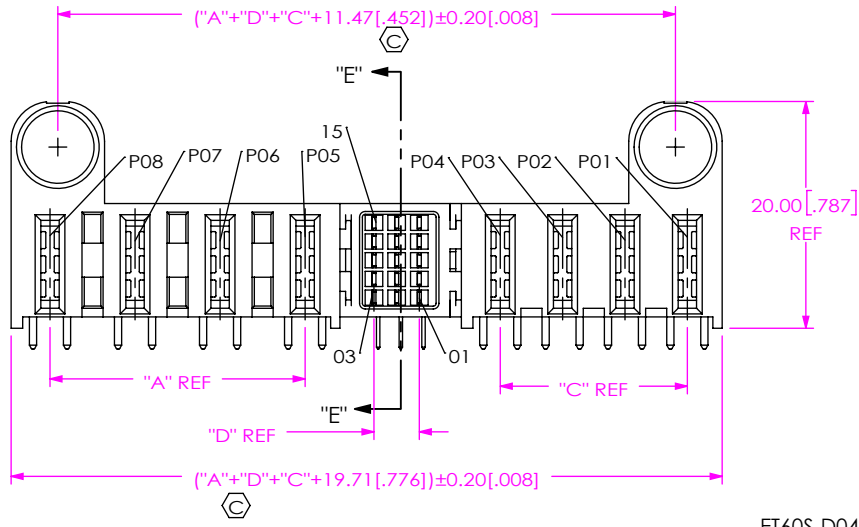 ("A"+"D"+"C"+11.47[.452])±0.20[.008]
C
"E"
15
P08
P07
P06
P05
P04
P03
P02
P01
20.00[.787]
REF
03
01
"A" REF
"C" REF
"E"
"D" REF
("A"+"D"+"C"+19.71[.776])±0.20[.008]
C